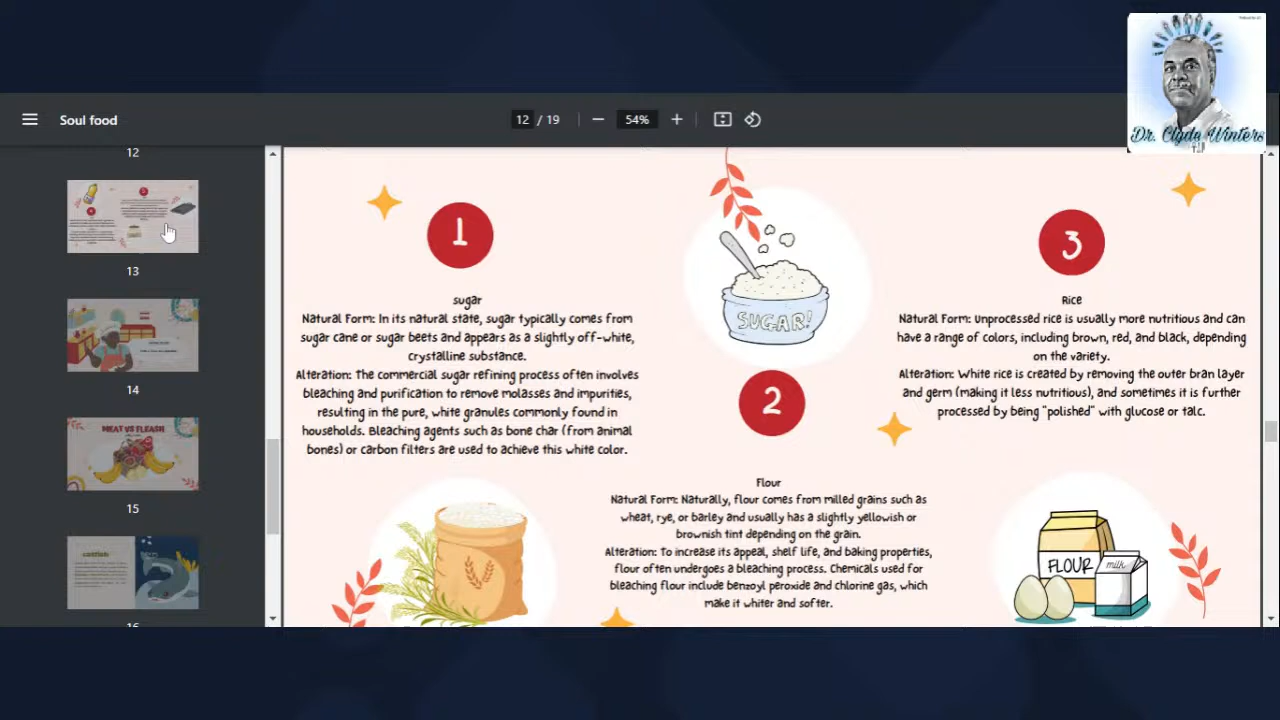 Dr. Clyde Winters
Soul food
12 / 19
54%
12
13
14
MEAT VS FLEASH
15
catfish
16
1
sugar
Natural Form: In its natural state, sugar typically comes from
sugar cane or sugar beets and appears as a slightly off-white,
crystalline substance.
Alteration: The commercial sugar refining process often involves
bleaching and purification to remove molasses and impurities,
resulting in the pure, white granules commonly found in
households. Bleaching agents such as bone char (from animal
bones) or carbon filters are used to achieve this white color.
SUGAR!
2
Flour
Natural Form: Naturally, flour comes from milled grains such as
wheat, rye, or barley and usually has a slightly yellowish or
brownish tint depending on the grain.
Alteration: To increase its appeal, shelf life, and baking properties,
flour often undergoes a bleaching process. Chemicals used for
bleaching flour include benzoyl peroxide and chlorine gas, which
make it whiter and softer.
3
Rice
Natural Form: Unprocessed rice is usually more nutritious and can
have a range of colors, including brown, red, and black, depending
on the variety.
Alteration: White rice is created by removing the outer bran layer
and germ (making it less nutritious), and sometimes it is further
processed by being "polished" with glucose or talc.
FLOUR
milk